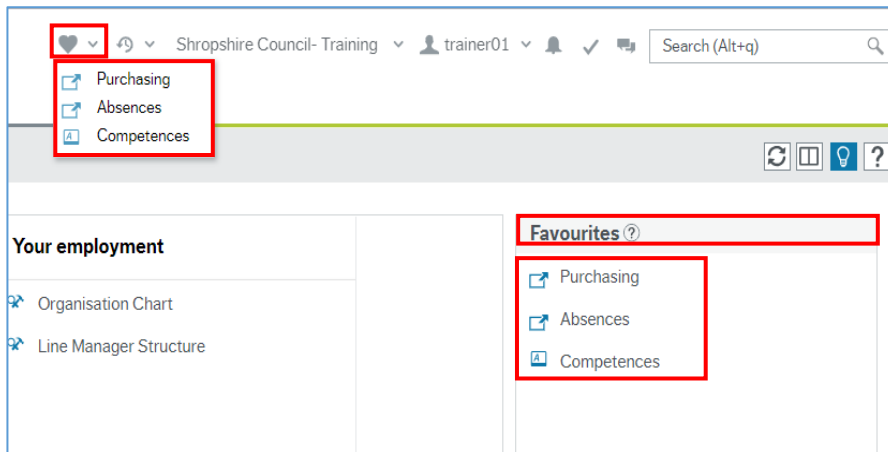 Shropshire Council- Training trainer01 Search (Alt+q)
Purchasing
Absences
Competences
?
Your employment
Organisation Chart
Line Manager Structure
Favourites ?
Purchasing
Absences
Competences